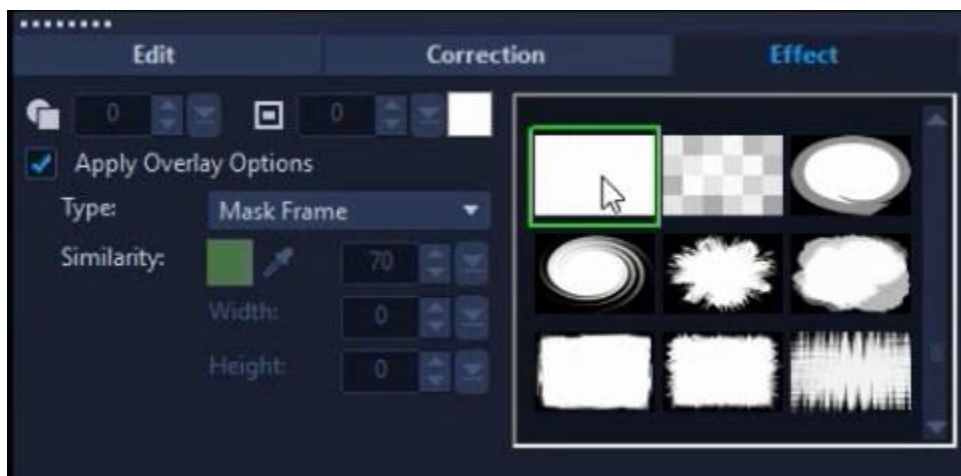 Edit Correction Effect
0 0
Apply Overlay Options
Type: Mask Frame
Similarity: 70
Width: 0
Height: 0